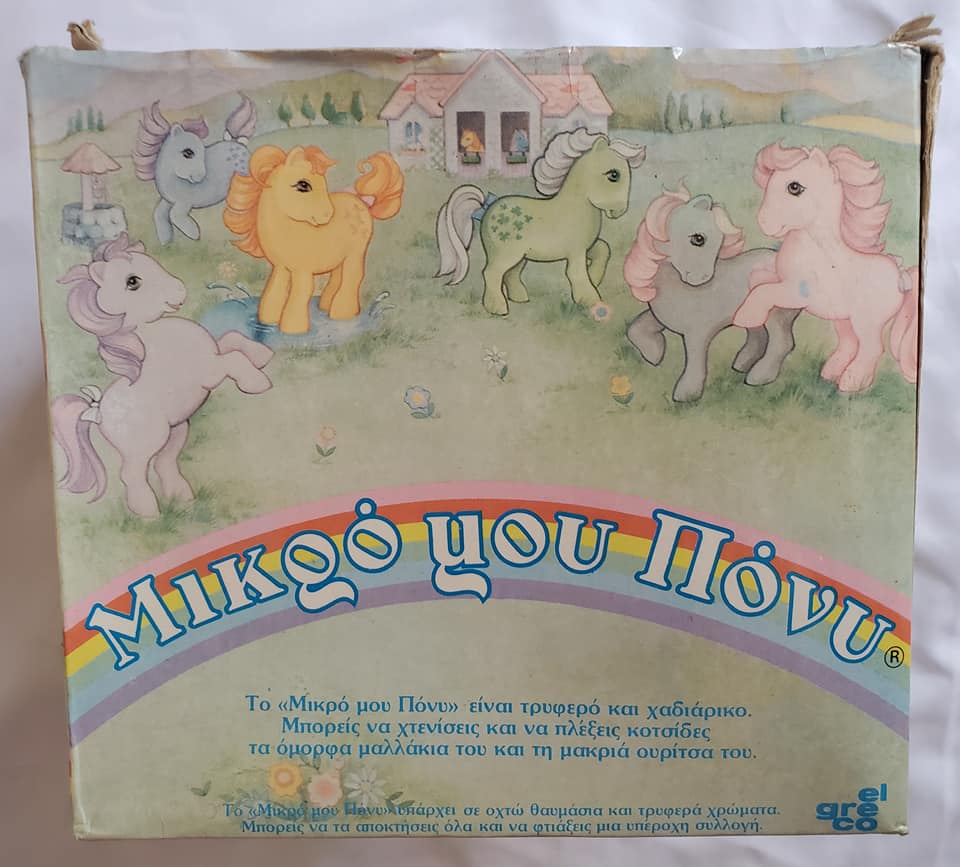 Μικρό μου Πόνυ ®
Το «Μικρό μου Πόνυ» είναι τρυφερό και χαδιάρικο.
Μπορείς να χτενίσεις και να πλέξεις κοτσίδες
τα όμορφα μαλλάκια του και τη μακριά ουρίτσα του.
Το «Μικρό μου Πόνυ» υπάρχει σε οχτώ θαυμάσια και τρυφερά χρώματα.
Μπορείς να τα αποκτήσεις όλα και να φτιάξεις μια υπέροχη συλλογή.
el
gre
co